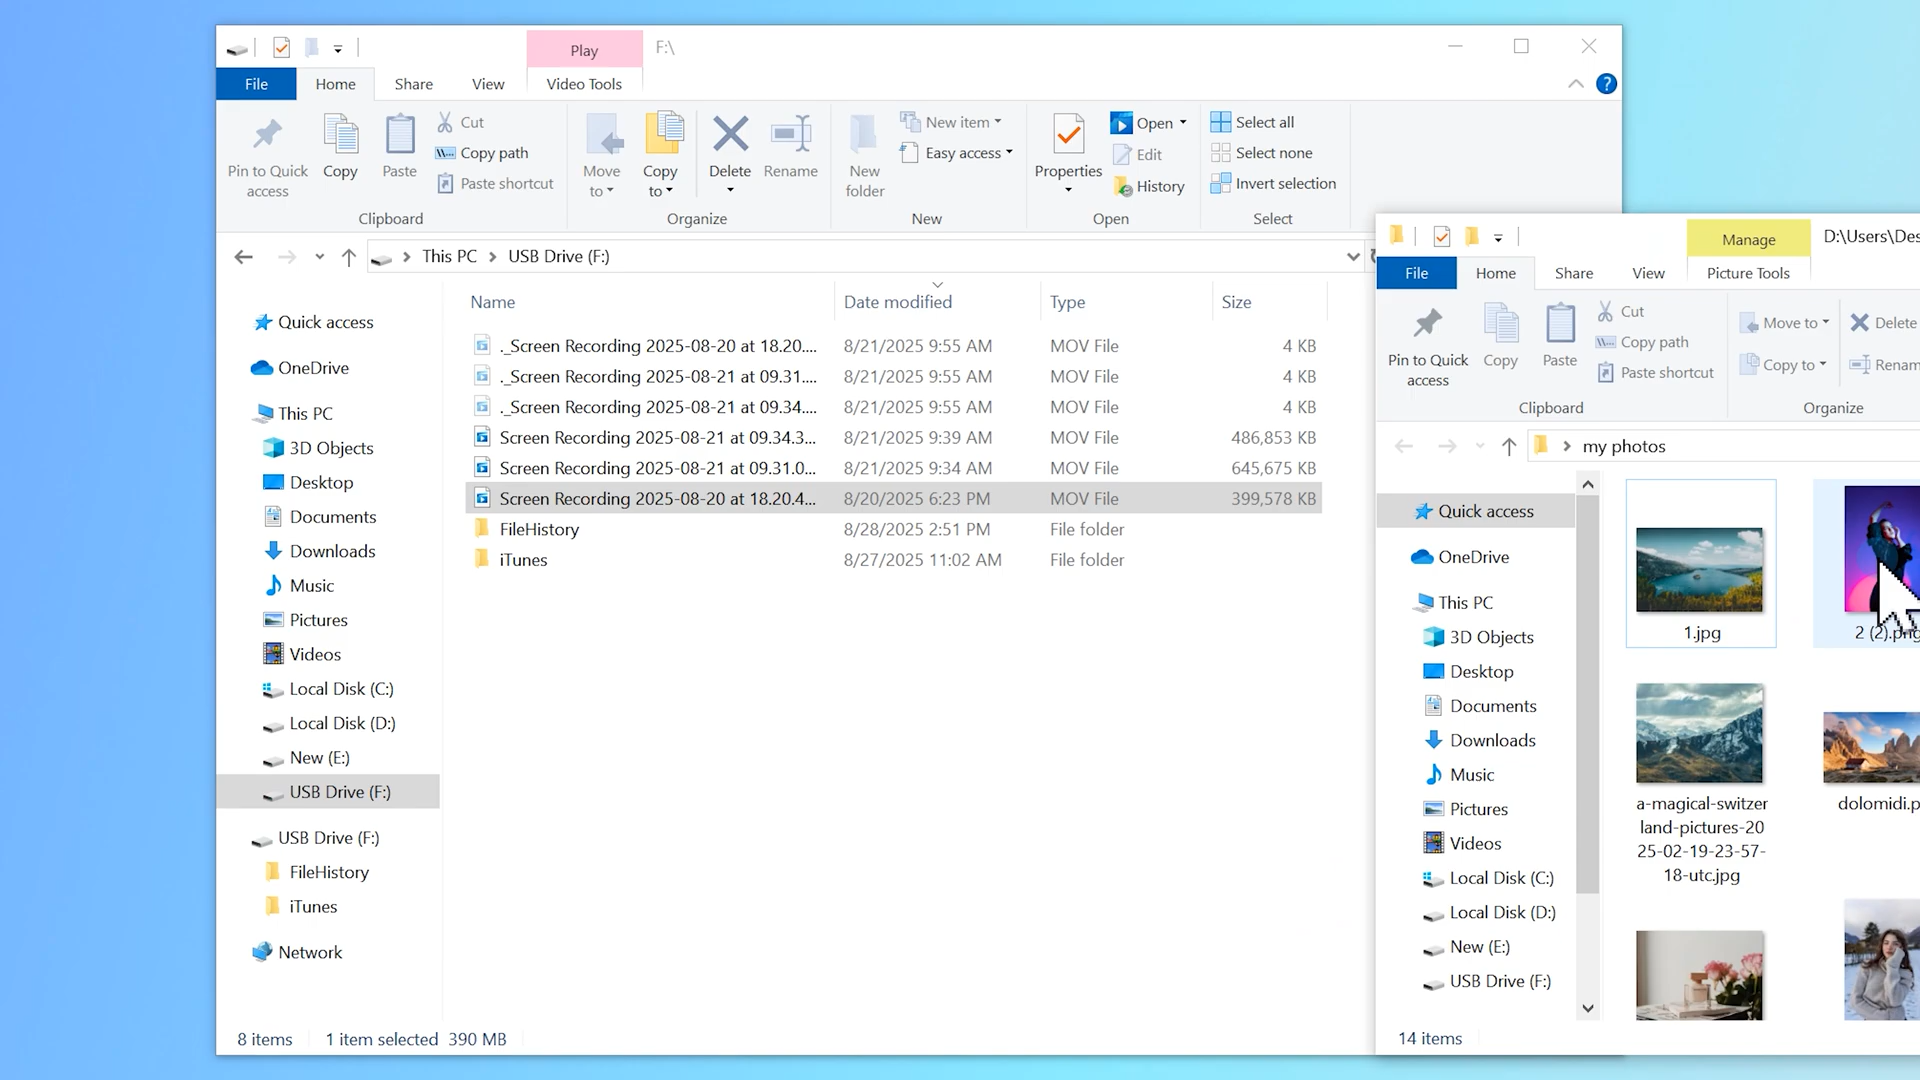 Play
F:\
File
Home
Share
View
Video Tools
Pin to Quick access
Copy
Paste
Cut
Copy path
Paste shortcut
Clipboard
Move to
Copy to
Delete
Rename
Organize
New folder
New item
Easy access
New
Properties
Open
Edit
History
Open
Select all
Select none
Invert selection
Select
This PC
USB Drive (F:)
Name
Date modified
Type
Size
Quick access
OneDrive
This PC
3D Objects
Desktop
Documents
Downloads
Music
Pictures
Videos
Local Disk (C:)
Local Disk (D:)
New (E:)
USB Drive (F:)
USB Drive (F:)
FileHistory
iTunes
Network
._Screen Recording 2025-08-20 at 18.20.... 8/21/2025 9:55 AM MOV File 4 KB
._Screen Recording 2025-08-21 at 09.31.... 8/21/2025 9:55 AM MOV File 4 KB
._Screen Recording 2025-08-21 at 09.34.... 8/21/2025 9:55 AM MOV File 4 KB
Screen Recording 2025-08-21 at 09.34.3... 8/21/2025 9:39 AM MOV File 486,853 KB
Screen Recording 2025-08-21 at 09.31.0... 8/21/2025 9:34 AM MOV File 645,675 KB
Screen Recording 2025-08-20 at 18.20.4... 8/20/2025 6:23 PM MOV File 399,578 KB
FileHistory 8/28/2025 2:51 PM File folder
iTunes 8/27/2025 11:02 AM File folder
8 items
1 item selected 390 MB
Manage
D:\Users\Des
File
Home
Share
View
Picture Tools
Pin to Quick access
Copy
Paste
Cut
Copy path
Paste shortcut
Clipboard
Move to
Copy to
Delete
Renam
Organize
my photos
Quick access
OneDrive
This PC
3D Objects
Desktop
Documents
Downloads
Music
Pictures
Videos
Local Disk (C:)
Local Disk (D:)
New (E:)
USB Drive (F:)
1.jpg
2 (2).png
a-magical-switzer
land-pictures-20
25-02-19-23-57-
18-utc.jpg
dolomidi.p
14 items